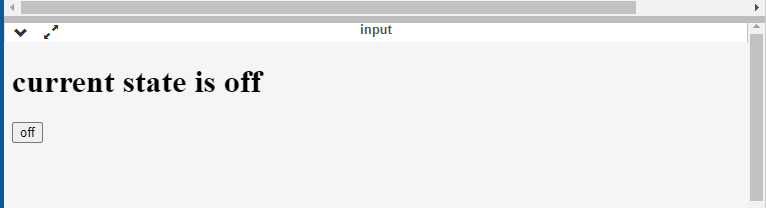 input
current state is off
off